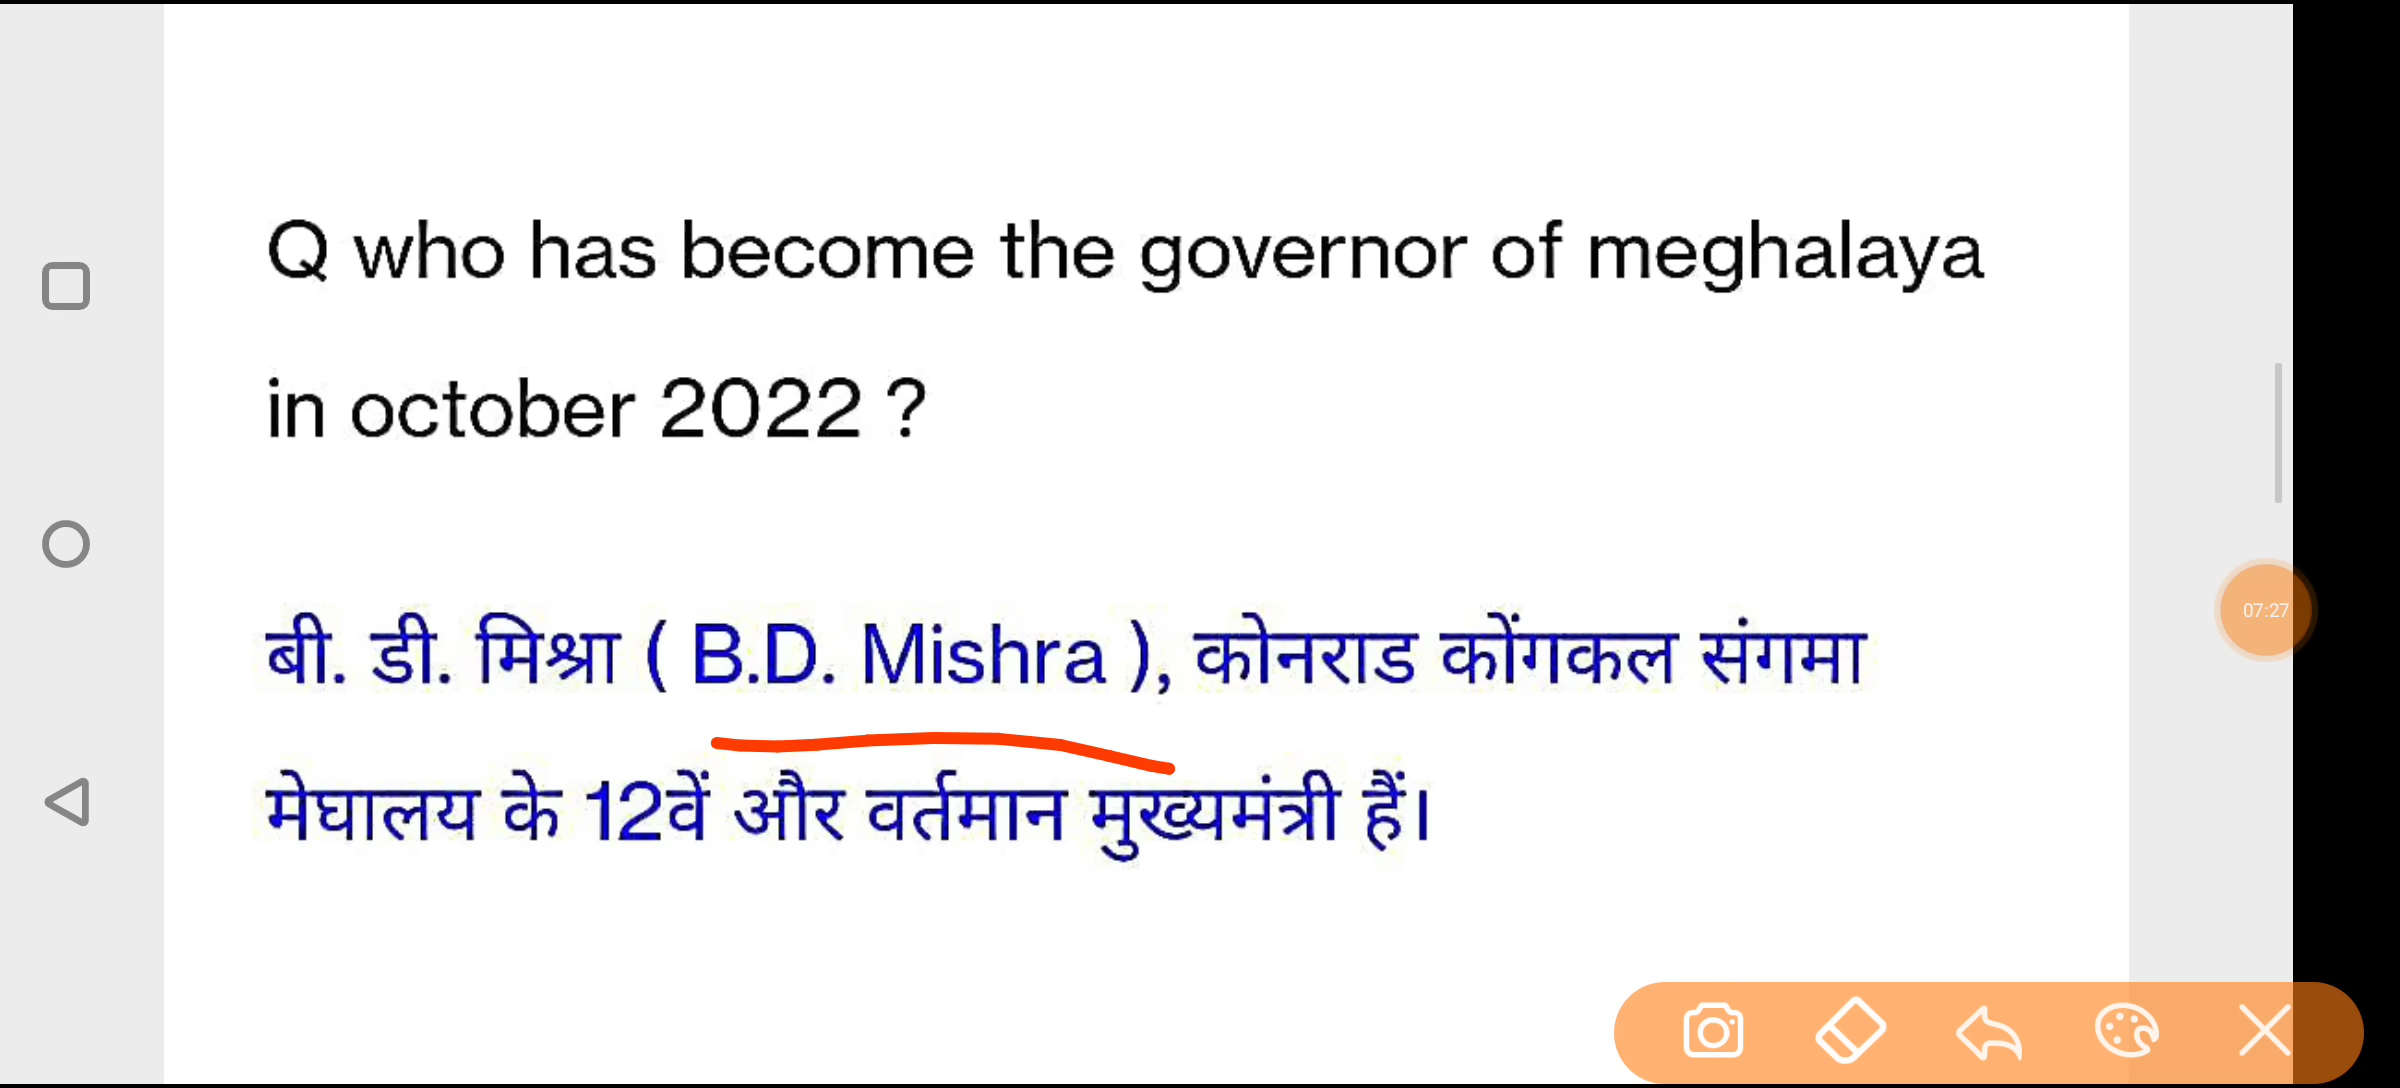 Q who has become the governor of meghalaya
in october 2022 ?
बी. डी. मिश्रा ( B.D. Mishra ), कोनराड कोंगकल संगमा
मेघालय के 12वें और वर्तमान मुख्यमंत्री हैं।
07:27